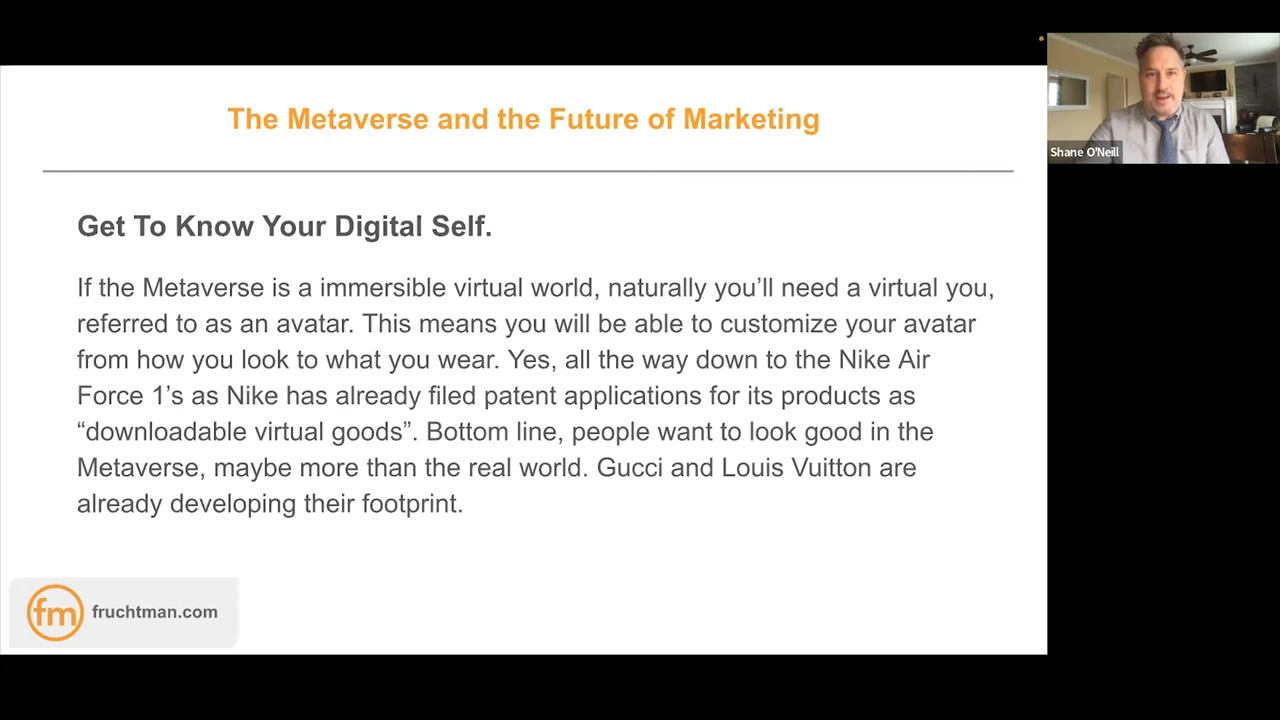 The Metaverse and the Future of Marketing
Shane O'Neill
Get To Know Your Digital Self.
If the Metaverse is a immersible virtual world, naturally you’ll need a virtual you,
referred to as an avatar. This means you will be able to customize your avatar
from how you look to what you wear. Yes, all the way down to the Nike Air
Force 1’s as Nike has already filed patent applications for its products as
“downloadable virtual goods”. Bottom line, people want to look good in the
Metaverse, maybe more than the real world. Gucci and Louis Vuitton are
already developing their footprint.
fm fruchtman.com